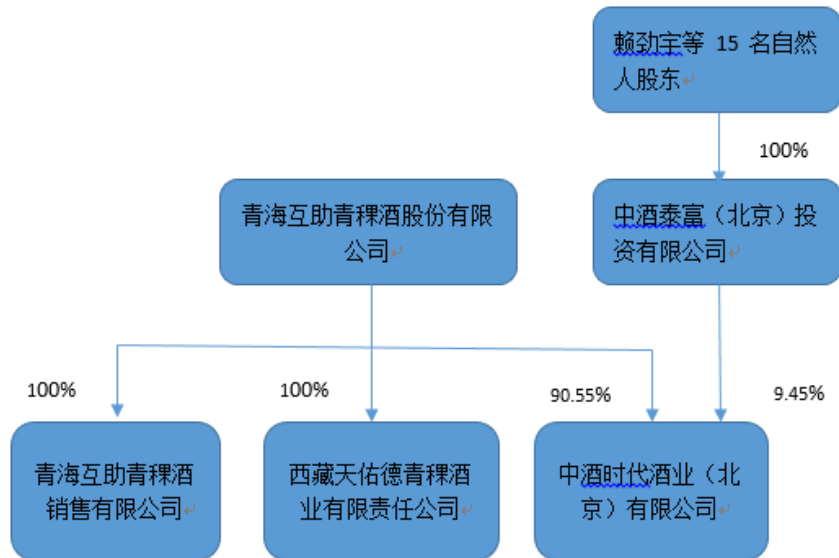 赖劲宇等 15 名自然
人股东
100%
青海互助青稞酒股份有限
公司
中酒泰富（北京）投
资有限公司
100%
100%
90.55%
9.45%
青海互助青稞酒
销售有限公司
西藏天佑德青稞酒
业有限责任公司
中酒时代酒业（北
京）有限公司